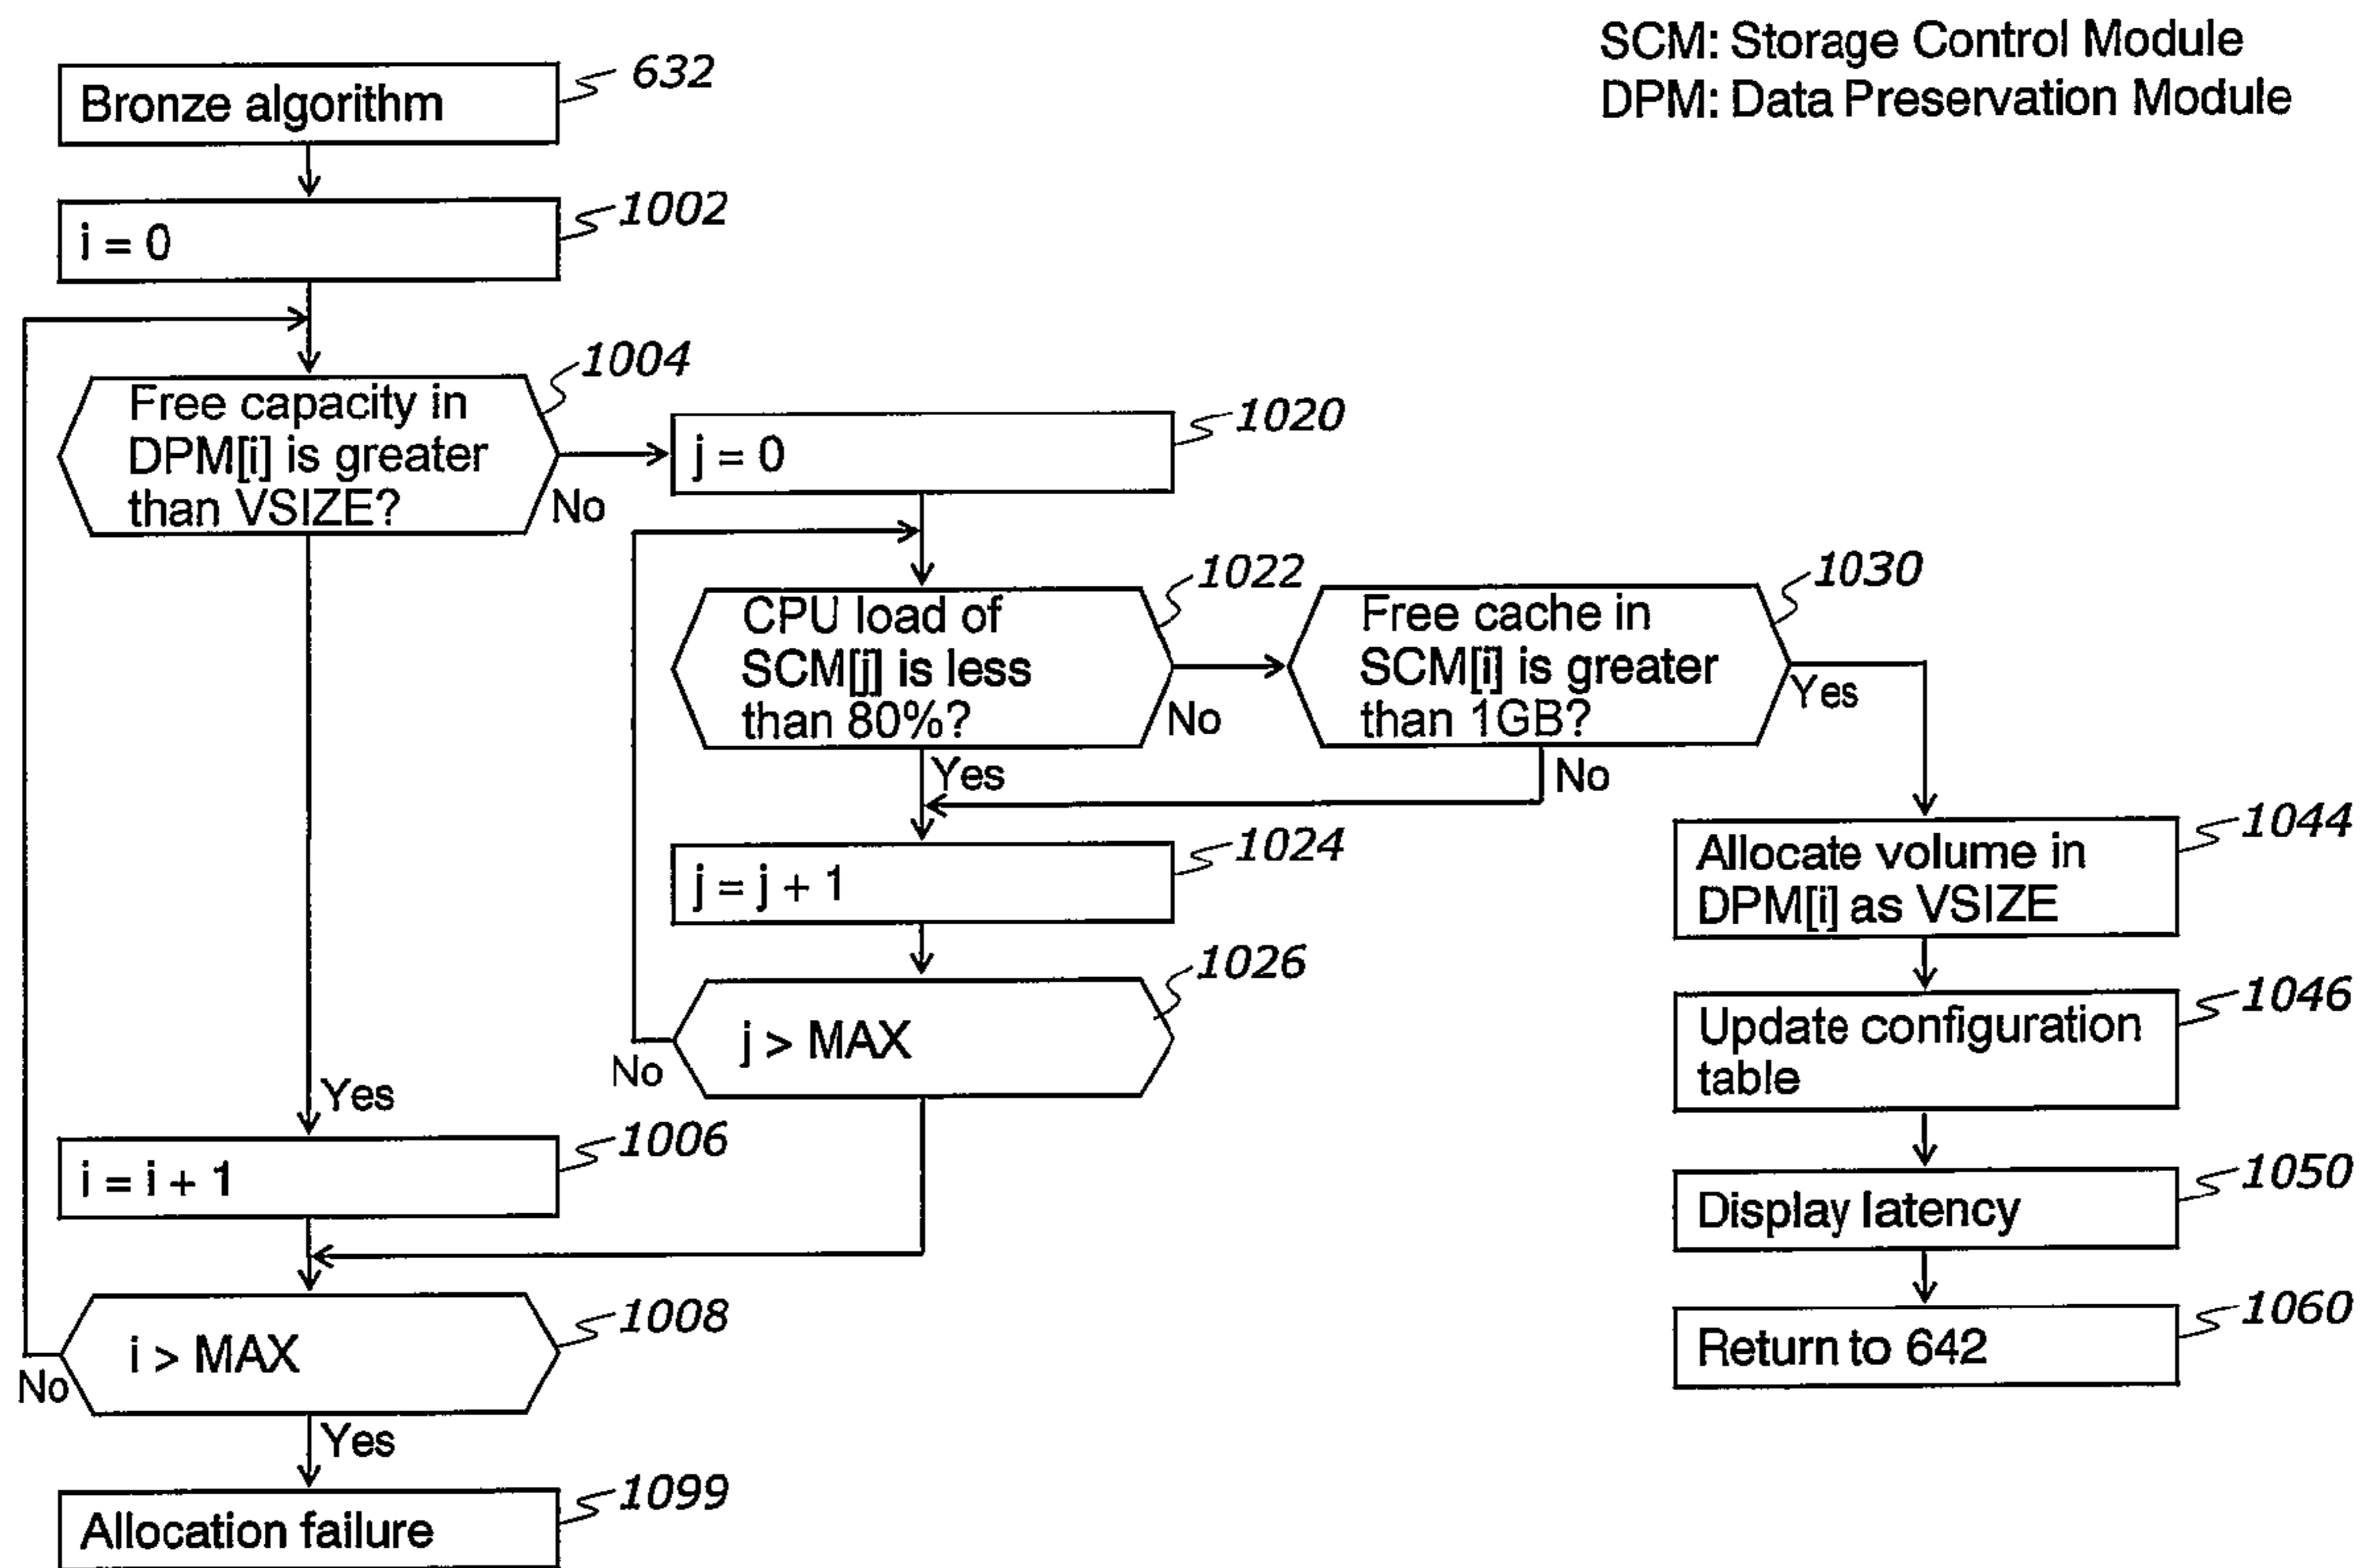 SCM: Storage Control Module
DPM: Data Preservation Module
632
Bronze algorithm
1002
i = 0
1004
Free capacity in
DPM[i] is greater
than VSIZE?
No
1020
j = 0
1022
CPU load of
SCM[j] is less
than 80%?
No
Yes
1030
Free cache in
SCM[i] is greater
than 1GB?
Yes
No
1024
j = j + 1
1026
j > MAX
No
Yes
1006
i = i + 1
1008
i > MAX
No
Yes
1099
Allocation failure
1044
Allocate volume in
DPM[i] as VSIZE
1046
Update configuration
table
1050
Display latency
1060
Return to 642